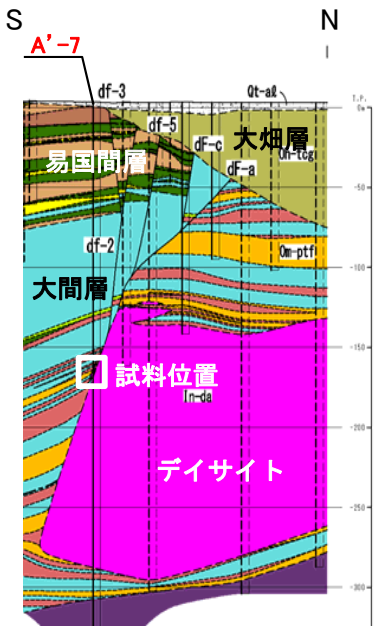 S
N
A'-7
df-3
Qt-aℓ
T.P.
0m
df-5
大畑層
dF-c
Oh-tcg
易国間層
dF-a
-50
df-2
Om-ptf
大間層
-100
-150
試料位置
In-da
-200
デイサイト
-250
-300